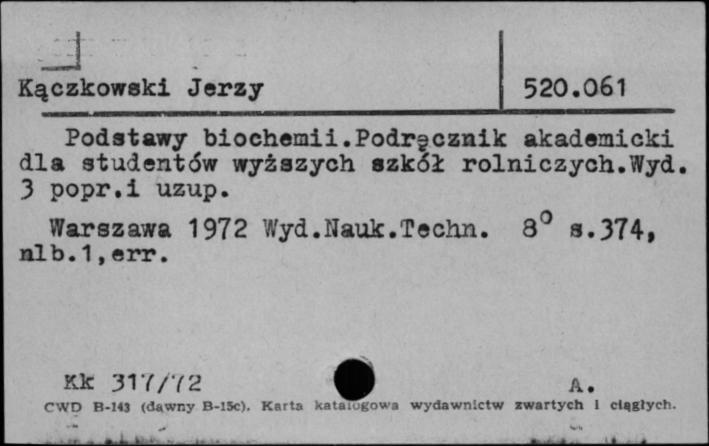 Kączkowski Jerzy 520.061
Podstawy biochemii.Podręcznik akademicki
dla studentów wyższych szkół rolniczych.Wyd.
3 popr.i uzup.
Warszawa 1972 Wyd.Nauk.Techn. 8° s.374,
nlb.1,err.
Kk 317/72 A.
CWD B-143 (dawny B-15c). Karta katalogowa wydawnictw zwartych i ciągłych.